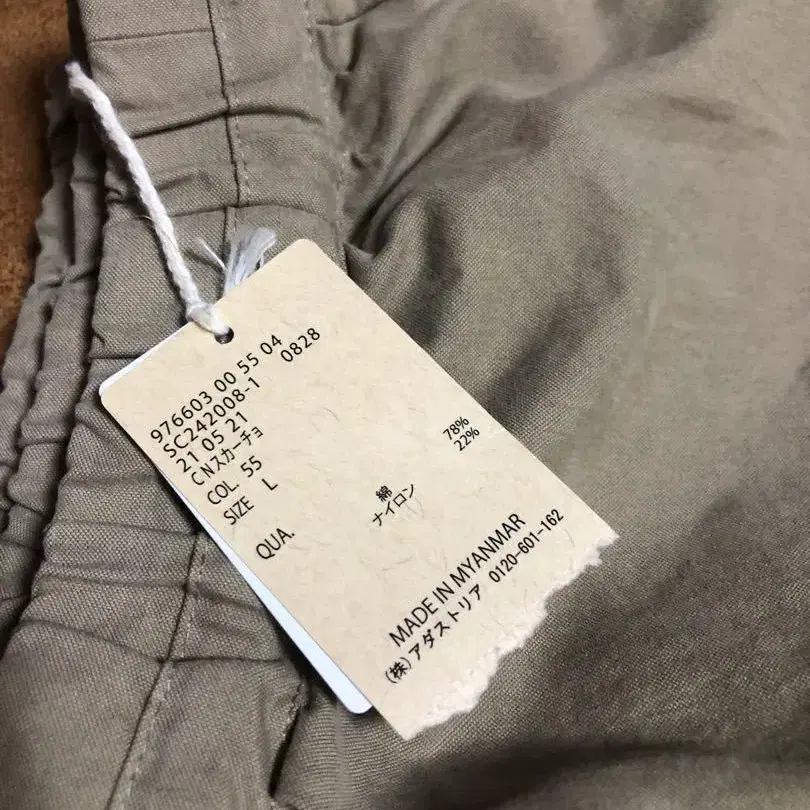 976603 00 55 04
SC242008-1 0828
21 05 21
CNスカーチョ
COL. 55
SIZE L
QUA. 綿 78%
ナイロン 22%
MADE IN MYANMAR
(株)アダストリア 0120-601-162